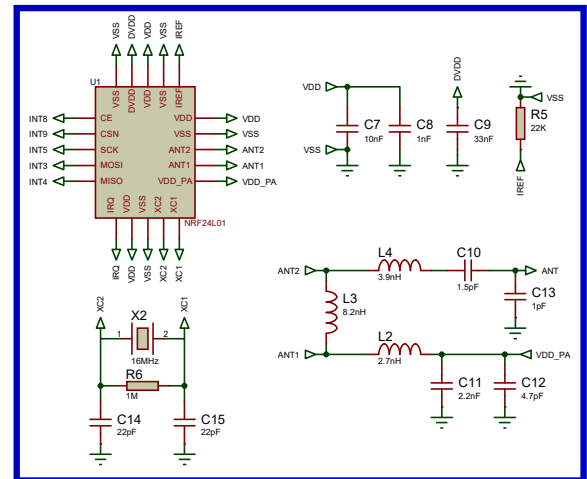 VSS DVDD VDD VSS IREF
U1
VSS DVDD VDD VSS IREF
INT8 CE VDD VDD
INT9 CSN VSS VSS
INT5 SCK ANT2 ANT2
INT3 MOSI ANT1 ANT1
INT4 MISO VDD_PA VDD_PA
IRQ VDD VSS XC2 XC1
NRF24L01
IRQ VDD VSS XC2 XC1
VDD
C7
10nF
VSS
C8
1nF
DVDD
C9
33nF
VSS
R5
22K
IREF
XC2 XC1
X2
1 2
16MHz
R6
1M
C14
22pF
C15
22pF
ANT2
L4
3.9nH
C10
1.5pF
ANT
C13
1pF
L3
8.2nH
ANT1
L2
2.7nH
VDD_PA
C11
2.2nF
C12
4.7pF